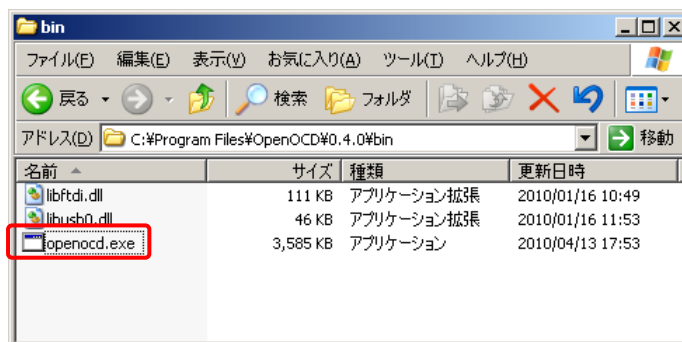 bin
ファイル(F) 編集(E) 表示(V) お気に入り(A) ツール(T) ヘルプ(H)
戻る 検索 フォルダ
アドレス(D) C:¥Program Files¥OpenOCD¥0.4.0¥bin 移動
名前 サイズ 種類 更新日時
libftdi.dll 111 KB アプリケーション拡張 2010/01/16 10:49
libusb0.dll 46 KB アプリケーション拡張 2010/01/16 11:53
openocd.exe 3,585 KB アプリケーション 2010/04/13 17:53